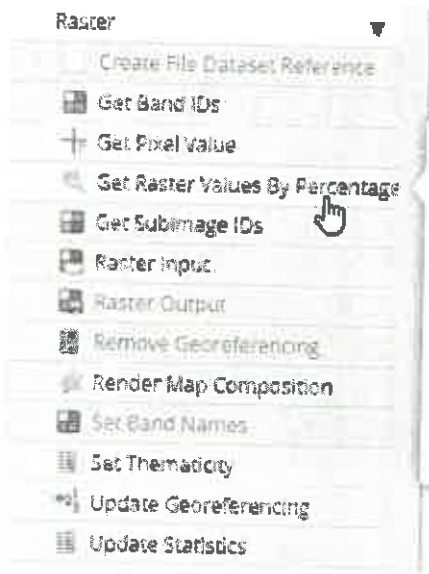 Raster
Create File Dataset Reference
Get Band IDs
Get Pixel Value
Get Raster Values By Percentage
Get Subimage IDs
Raster Input
Raster Output
Remove Georeferencing
Render Map Composition
Set Band Names
Set Thematicity
Update Georeferencing
Update Statistics